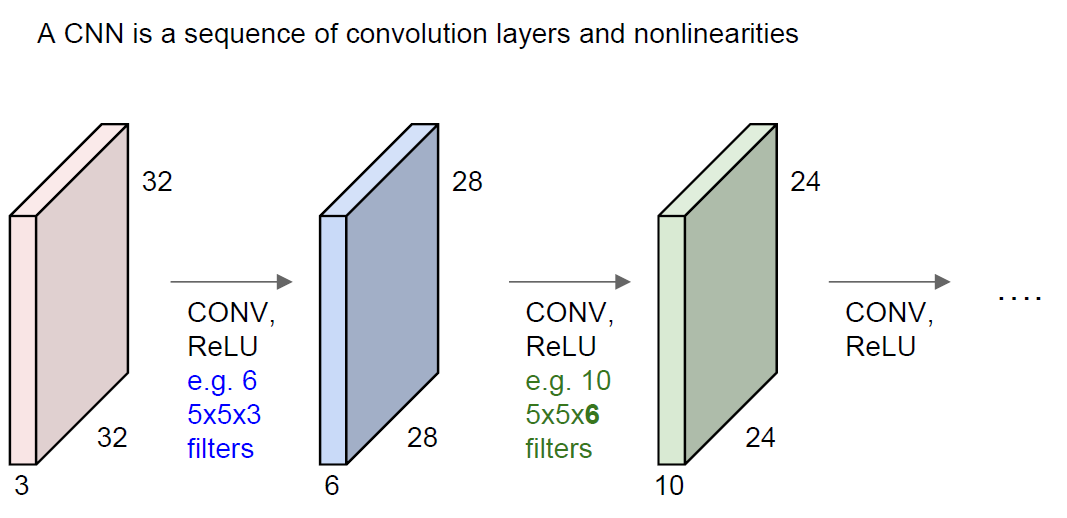 A CNN is a sequence of convolution layers and nonlinearities
32
32
3
CONV,
ReLU
e.g. 6
5x5x3
filters
28
28
6
CONV,
ReLU
e.g. 10
5x5x6
filters
24
24
10
CONV,
ReLU
....